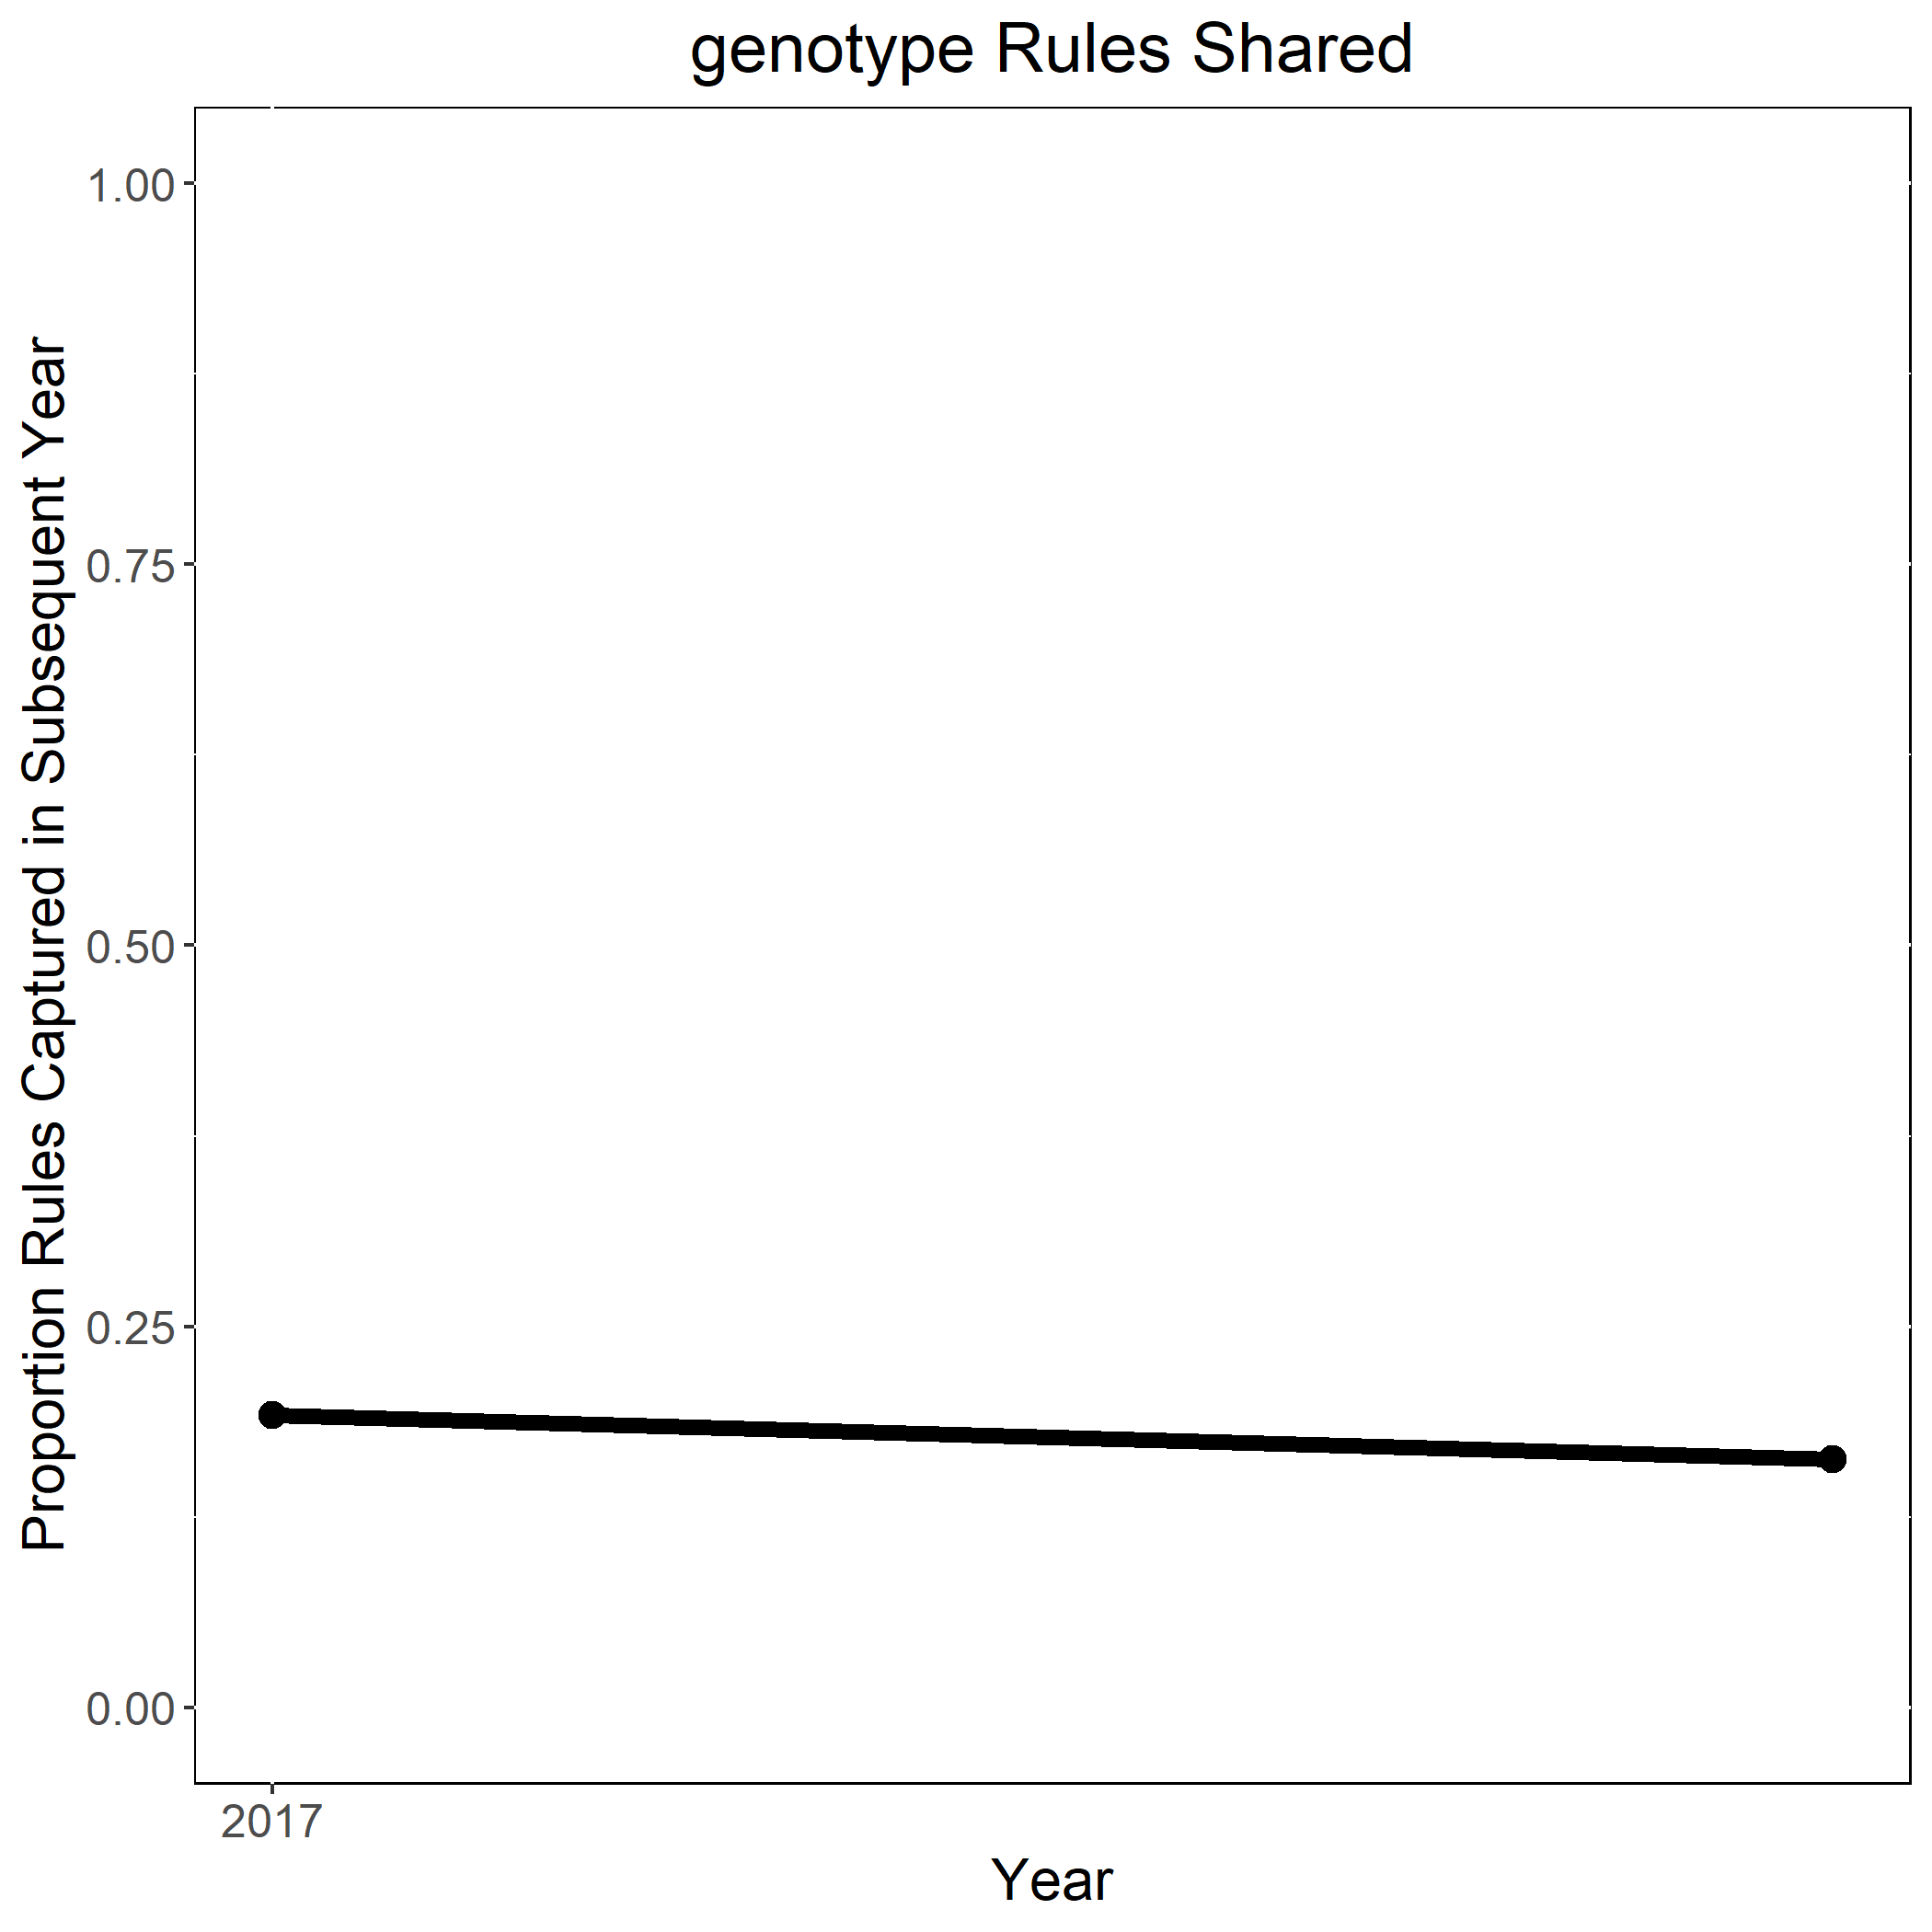 genotype Rules Shared
Proportion Rules Captured in Subsequent Year
1.00
0.75
0.50
0.25
0.00
2017
Year